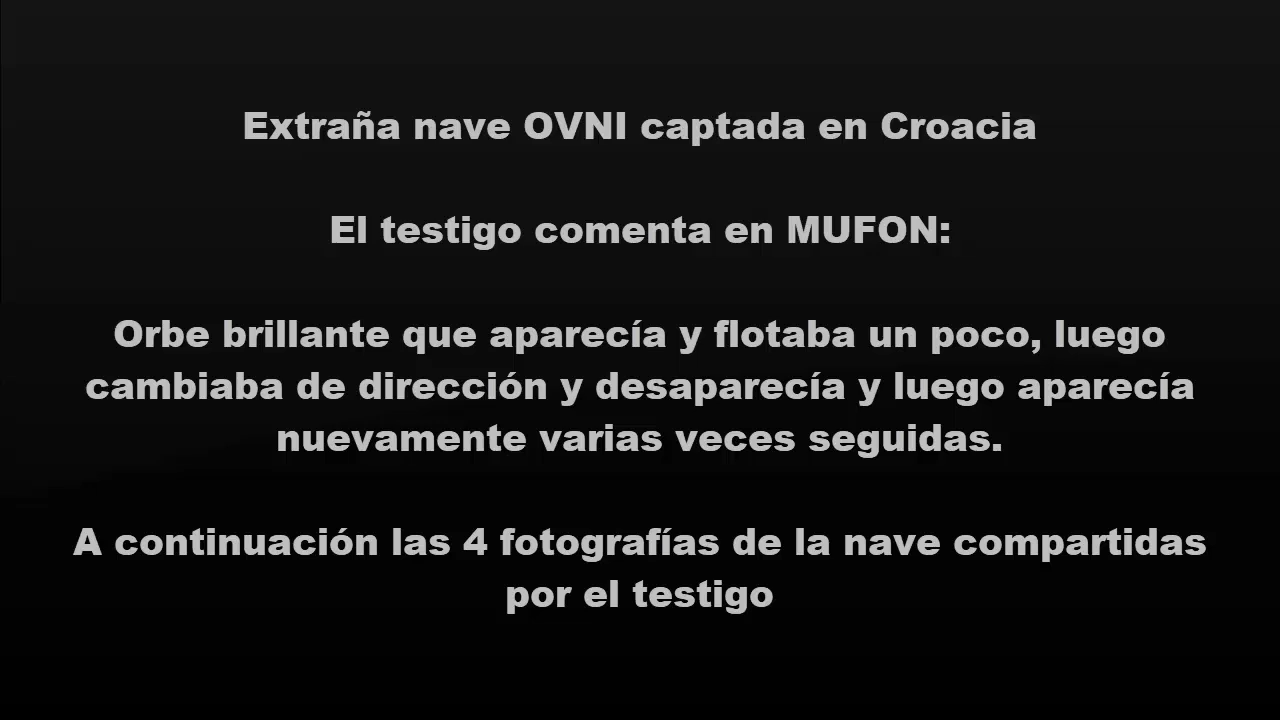 Extraña nave OVNI captada en Croacia
El testigo comenta en MUFON:
Orbe brillante que aparecía y flotaba un poco, luego
cambiaba de dirección y desaparecía y luego aparecía
nuevamente varias veces seguidas.
A continuación las 4 fotografías de la nave compartidas
por el testigo